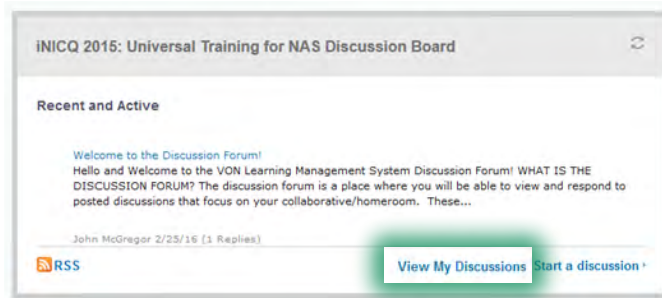 iNICQ 2015: Universal Training for NAS Discussion Board
Recent and Active
Welcome to the Discussion Forum!
Hello and Welcome to the VON Learning Management System Discussion Forum! WHAT IS THE
DISCUSSION FORUM? The discussion forum is a place where you will be able to view and respond to
posted discussions that focus on your collaborative/homeroom. These...
John McGregor 2/25/16 (1 Replies)
RSS
View My Discussions Start a discussion ›